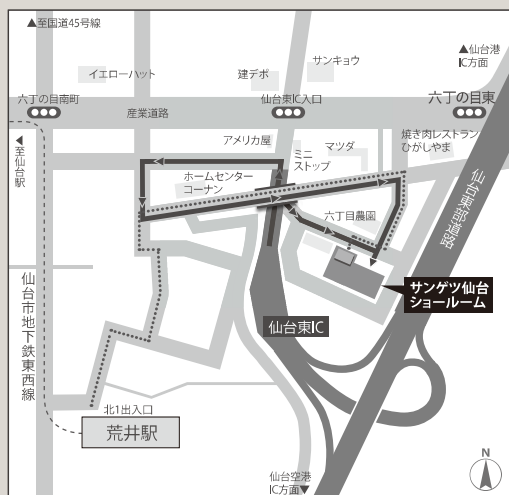 ▲至国道45号線
▲仙台港
IC方面
サンキョウ
イエローハット
建デポ
六丁の目南町
産業道路
仙台東IC入口
六丁の目東
▲至仙台駅
アメリカ屋
ミニ
ストップ
マツダ
焼き肉レストラン
ひがしやま
ホームセンター
コーナン
六丁目農園
仙台東部道路
サンゲツ仙台
ショールーム
仙台市地下鉄東西線
仙台東IC
北1出入口
荒井駅
仙台空港
IC方面▼
N